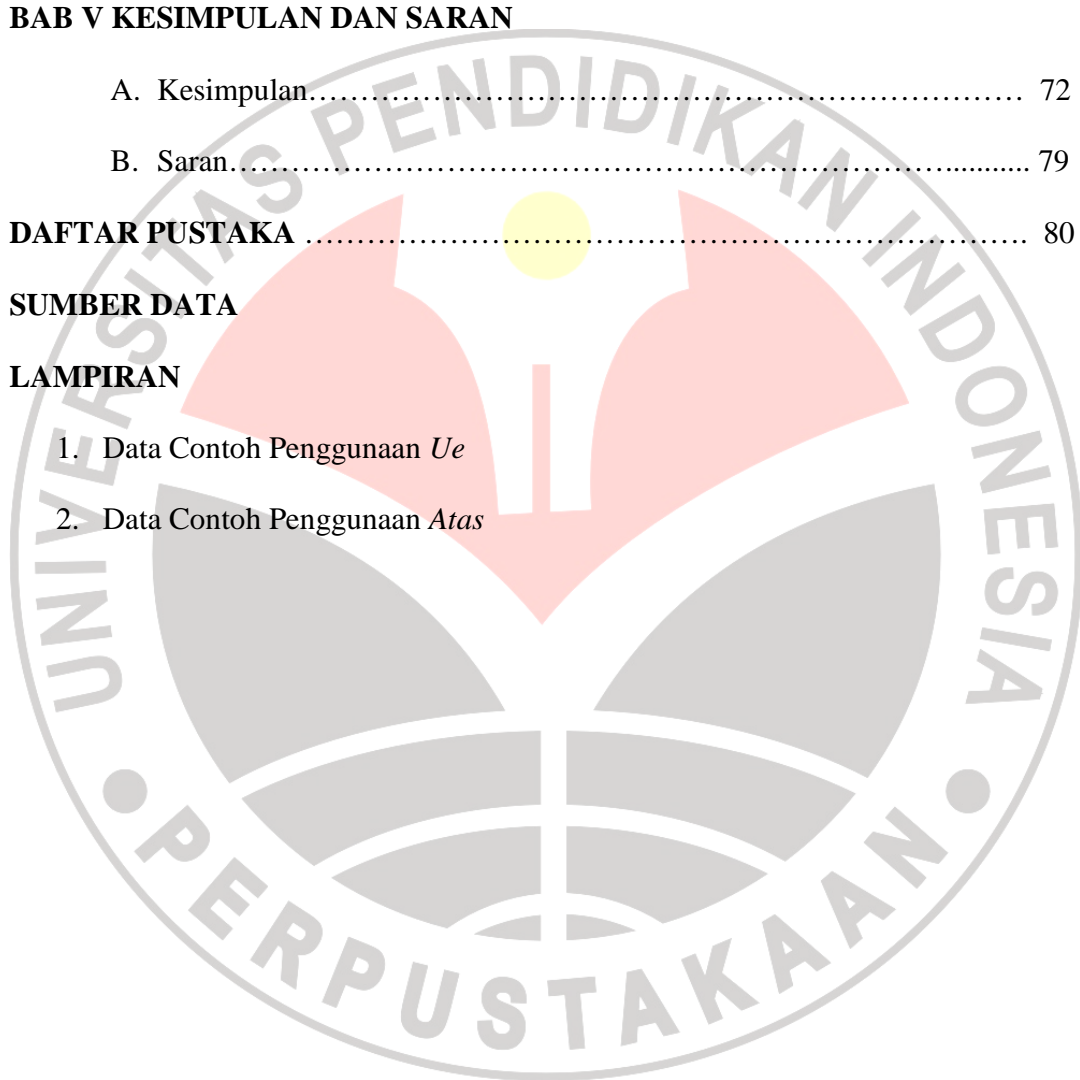 BAB V KESIMPULAN DAN SARAN
A. Kesimpulan……………………………………………………………… 72
B. Saran……………………………………………………………….......... 79
DAFTAR PUSTAKA ……………………………………………………………… 80
SUMBER DATA
LAMPIRAN
1. Data Contoh Penggunaan Ue
2. Data Contoh Penggunaan Atas
UNIVERSITAS PENDIDIKAN INDONESIA
PERPUSTAKAAN